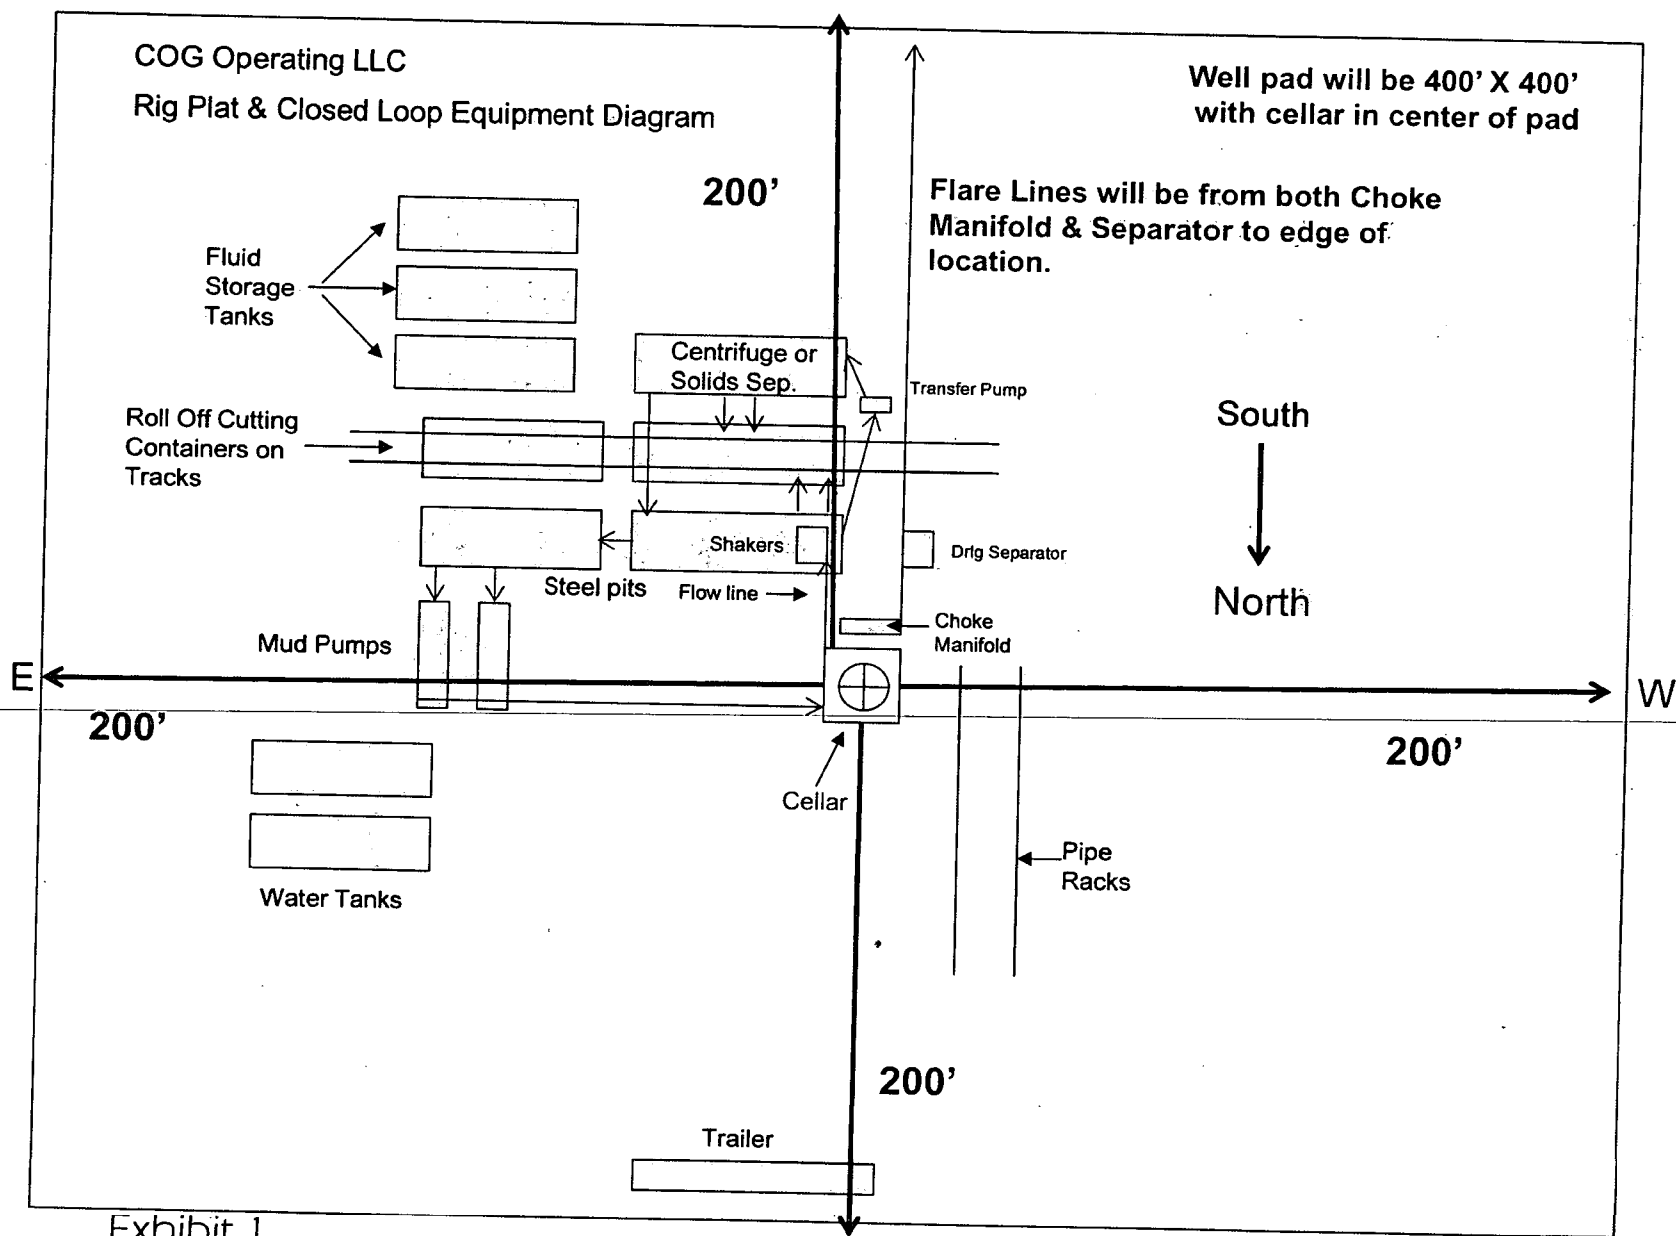 COG Operating LLC
Rig Plat & Closed Loop Equipment Diagram
Well pad will be 400' X 400'
with cellar in center of pad
200'
Flare Lines will be from both Choke
Manifold & Separator to edge of
location.
Fluid
Storage
Tanks
Centrifuge or
Solids Sep.
Transfer Pump
Roll Off Cutting
Containers on
Tracks
South
Shakers
Drlg Separator
Steel pits
Flow line
North
Choke
Manifold
Mud Pumps
E
W
200'
200'
Cellar
Pipe
Racks
Water Tanks
200'
Trailer
Exhibit 1